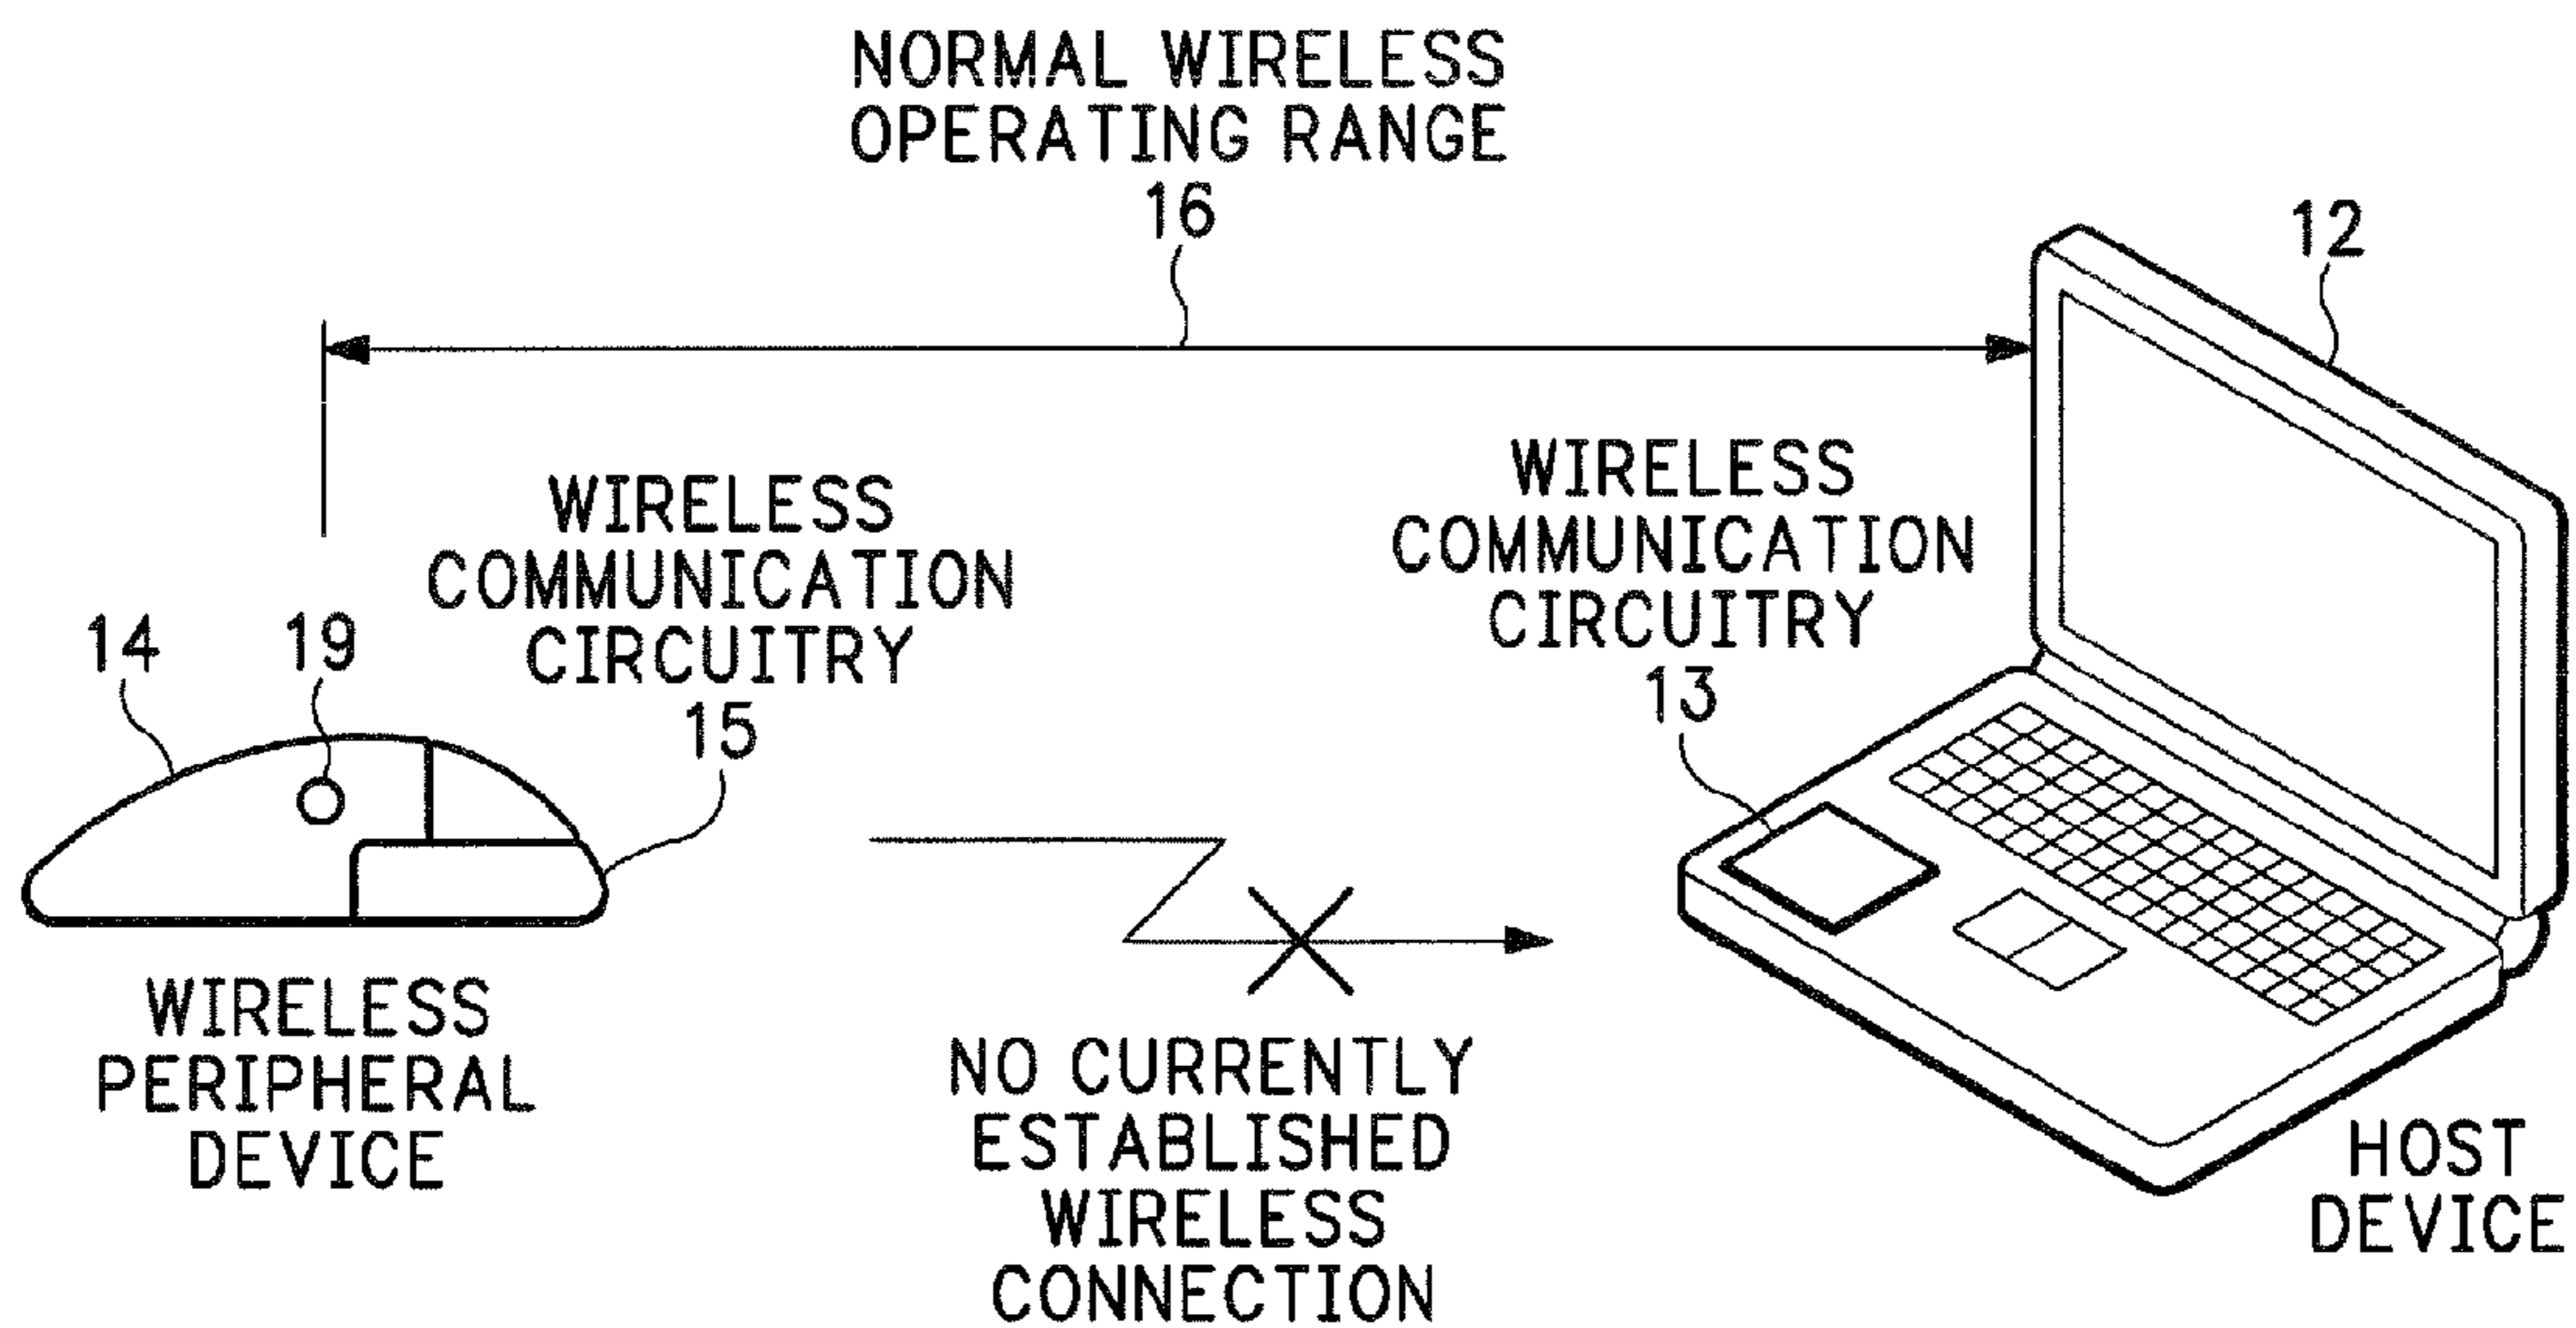 NORMAL WIRELESS
OPERATING RANGE
16
12
WIRELESS
COMMUNICATION
CIRCUITRY
13
WIRELESS
COMMUNICATION
CIRCUITRY
15
14
19
WIRELESS
PERIPHERAL
DEVICE
NO CURRENTLY
ESTABLISHED
WIRELESS
CONNECTION
HOST
DEVICE